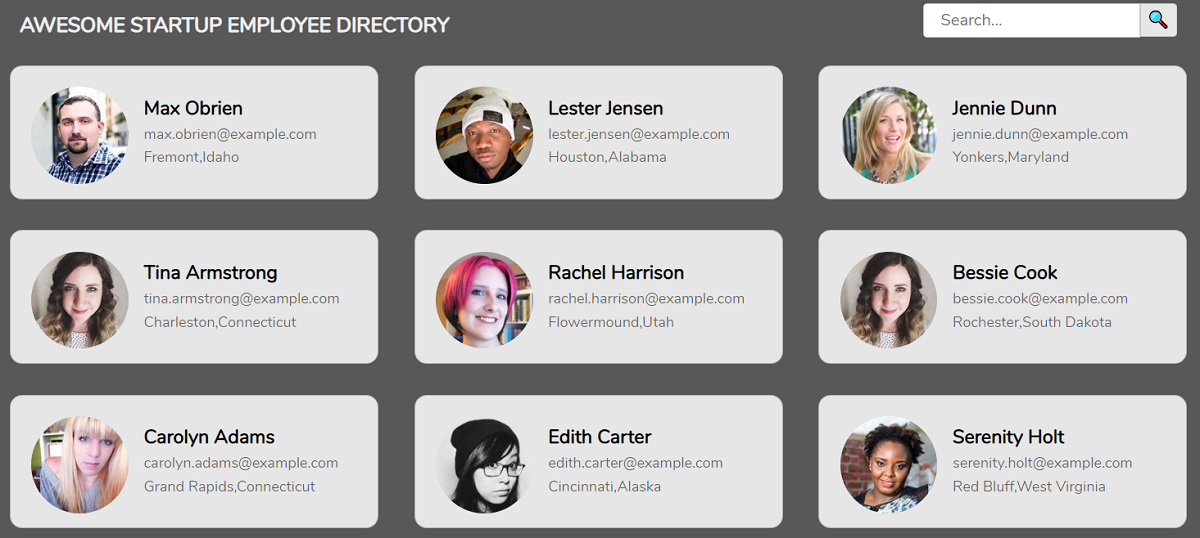 AWESOME STARTUP EMPLOYEE DIRECTORY
Search...
Max Obrien
max.obrien@example.com
Fremont,Idaho
Lester Jensen
lester.jensen@example.com
Houston,Alabama
Jennie Dunn
jennie.dunn@example.com
Yonkers,Maryland
Tina Armstrong
tina.armstrong@example.com
Charleston,Connecticut
Rachel Harrison
rachel.harrison@example.com
Flowermound,Utah
Bessie Cook
bessie.cook@example.com
Rochester,South Dakota
Carolyn Adams
carolyn.adams@example.com
Grand Rapids,Connecticut
Edith Carter
edith.carter@example.com
Cincinnati,Alaska
Serenity Holt
serenity.holt@example.com
Red Bluff,West Virginia